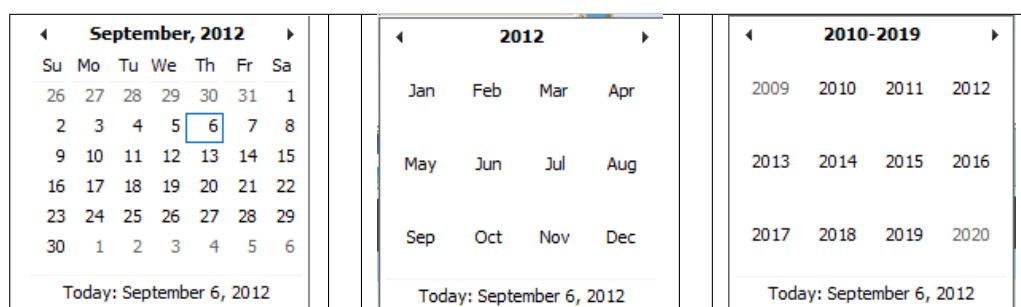 September, 2012
Su Mo Tu We Th Fr Sa
26 27 28 29 30 31 1
2 3 4 5 6 7 8
9 10 11 12 13 14 15
16 17 18 19 20 21 22
23 24 25 26 27 28 29
30 1 2 3 4 5 6
Today: September 6, 2012
2012
Jan Feb Mar Apr
May Jun Jul Aug
Sep Oct Nov Dec
Today: September 6, 2012
2010-2019
2009 2010 2011 2012
2013 2014 2015 2016
2017 2018 2019 2020
Today: September 6, 2012